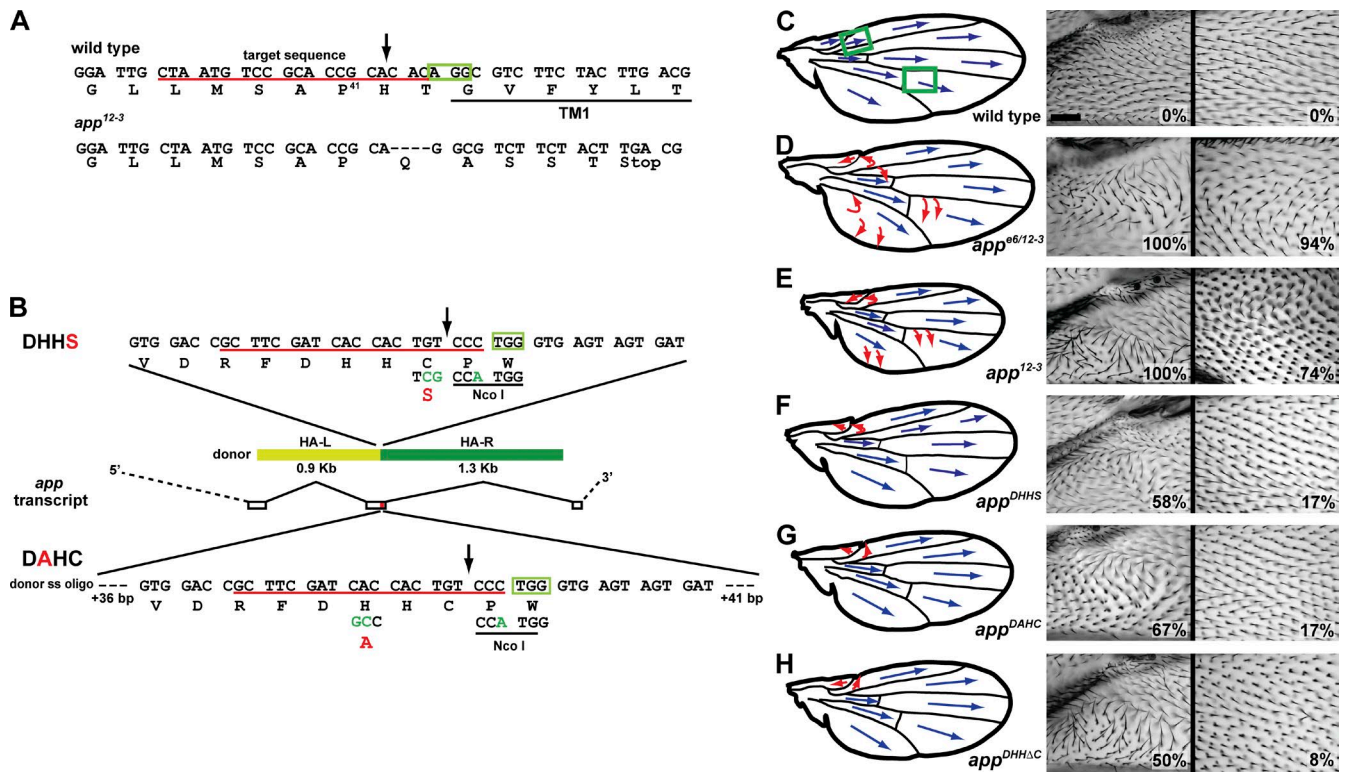 A
wild type
target sequence
GGA TTG CTA ATG TCC GCA CCG CAC ACA GGC GTC TTC TAC TTG ACG
G L L M S A P41 H T G V F Y L T
TM1
app12-3
GGA TTG CTA ATG TCC GCA CCG CA----G GCG TCT TCT ACT TGA CG
G L L M S A P Q A S S T Stop
B
DHHS
GTG GAC CGC TTC GAT CAC CAC TGT CCC TGG GTG AGT AGT GAT
V D R F D H H C P W
TCG CCA TGG
S
Nco I
HA-L HA-R
donor
0.9 Kb 1.3 Kb
5’
3’
app
transcript
DAHC
donor ss oligo
+36 bp
GTG GAC CGC TTC GAT CAC CAC TGT CCC TGG GTG AGT AGT GAT
+41 bp
V D R F D H H C P W
GCC CCA TGG
A
Nco I
C
wild type
0%
0%
D
appe6/12-3
100%
94%
E
app12-3
100%
74%
F
appDHHS
58%
17%
G
appDAHC
67%
17%
H
appDHHΔC
50%
8%